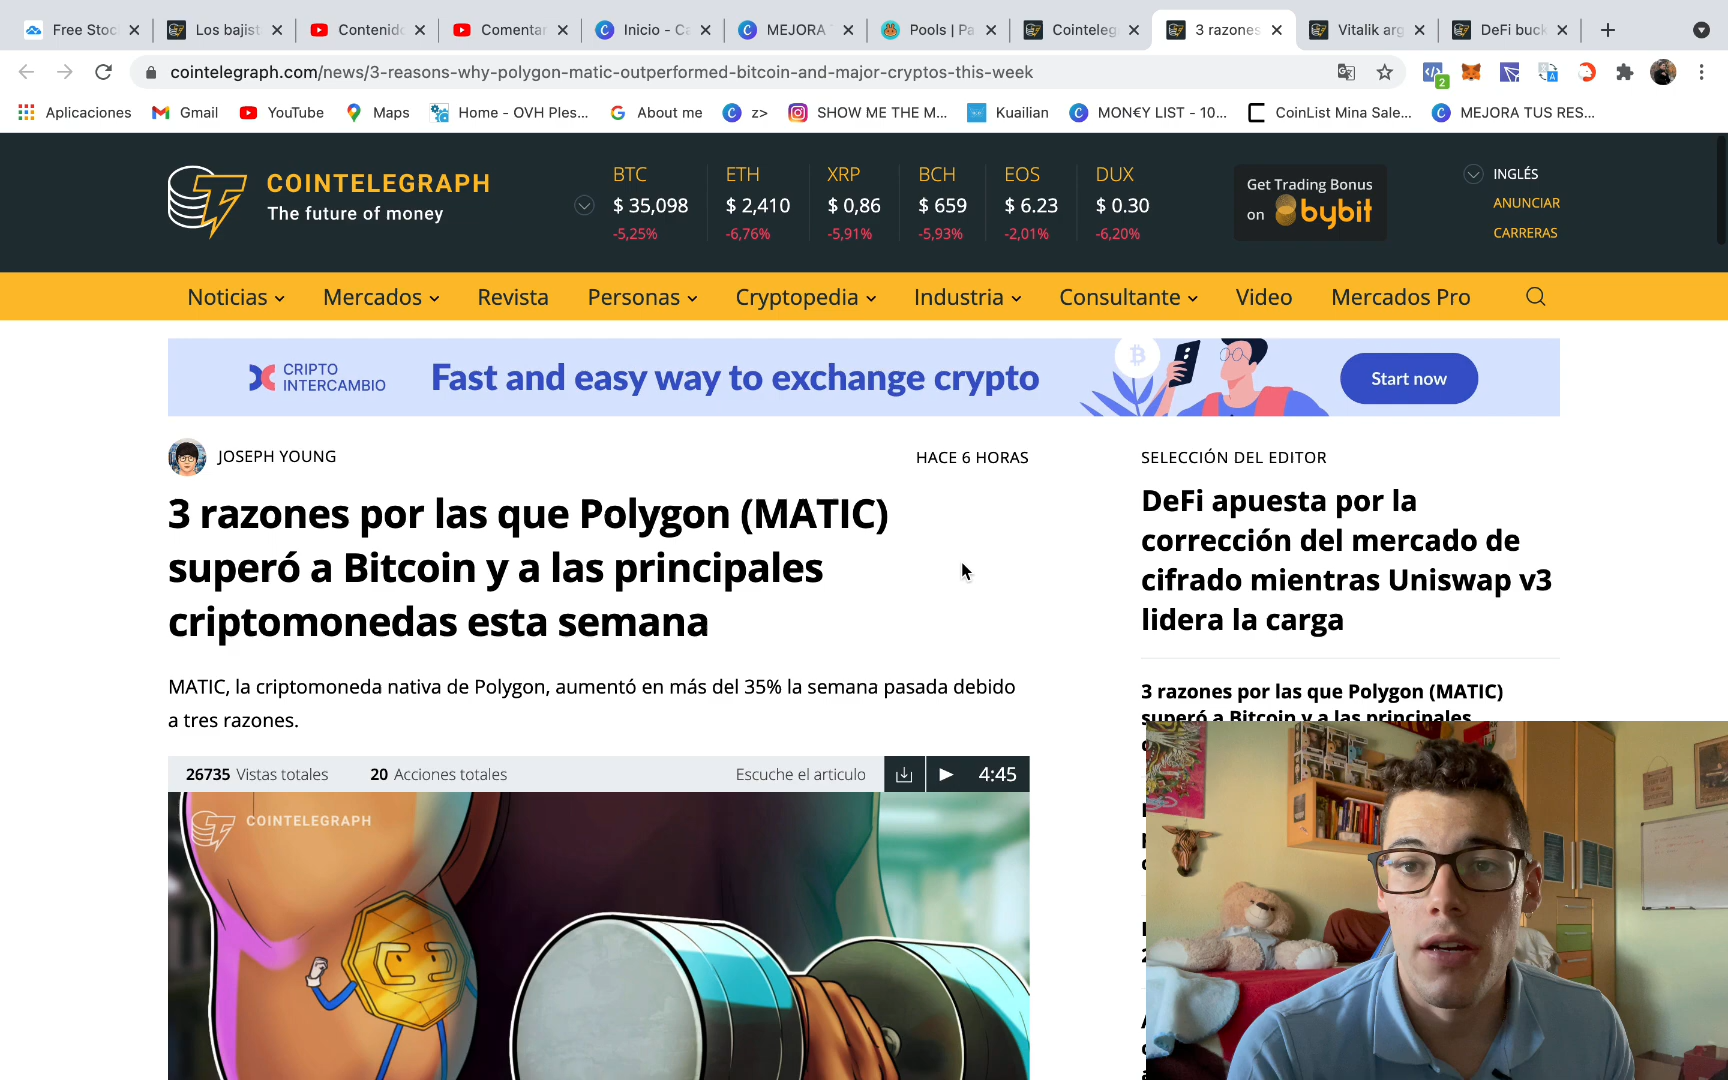 Free Stoc
Los bajist
Contenido
Comentar
Inicio - Ca
MEJORA T
Pools | Pa
Cointeleg
3 razones
Vitalik arg
DeFi buck
cointelegraph.com/news/3-reasons-why-polygon-matic-outperformed-bitcoin-and-major-cryptos-this-week
2
Aplicaciones
Gmail
YouTube
Maps
Home - OVH Ples...
About me
z>
SHOW ME THE M...
Kuailian
MON€Y LIST - 10...
CoinList Mina Sale...
MEJORA TUS RES...
COINTELEGRAPH
The future of money
BTC
$ 35,098
-5,25%
ETH
$ 2,410
-6,76%
XRP
$ 0,86
-5,91%
BCH
$ 659
-5,93%
EOS
$ 6.23
-2,01%
DUX
$ 0.30
-6,20%
Get Trading Bonus
on bybit
INGLÉS
ANUNCIAR
CARRERAS
Noticias
Mercados
Revista
Personas
Cryptopedia
Industria
Consultante
Video
Mercados Pro
CRIPTO
INTERCAMBIO
Fast and easy way to exchange crypto
Start now
JOSEPH YOUNG
HACE 6 HORAS
3 razones por las que Polygon (MATIC)
superó a Bitcoin y a las principales
criptomonedas esta semana
MATIC, la criptomoneda nativa de Polygon, aumentó en más del 35% la semana pasada debido
a tres razones.
26735 Vistas totales
20 Acciones totales
Escuche el articulo
4:45
COINTELEGRAPH
SELECCIÓN DEL EDITOR
DeFi apuesta por la
corrección del mercado de
cifrado mientras Uniswap v3
lidera la carga
3 razones por las que Polygon (MATIC)
superó a Bitcoin y a las principales